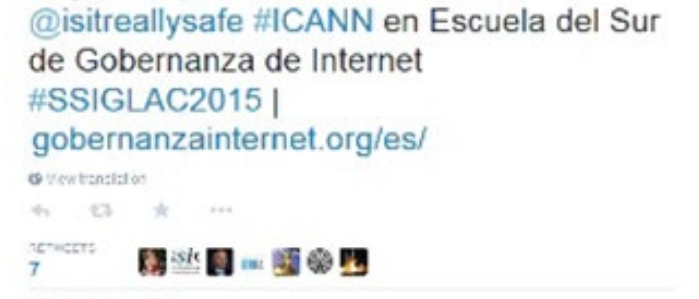 @isitreallysafe #ICANN en Escuela del Sur
de Gobernanza de Internet
#SSIGLAC2015 |
gobernanzainternet.org/es/
View translation
RETWEETS
7